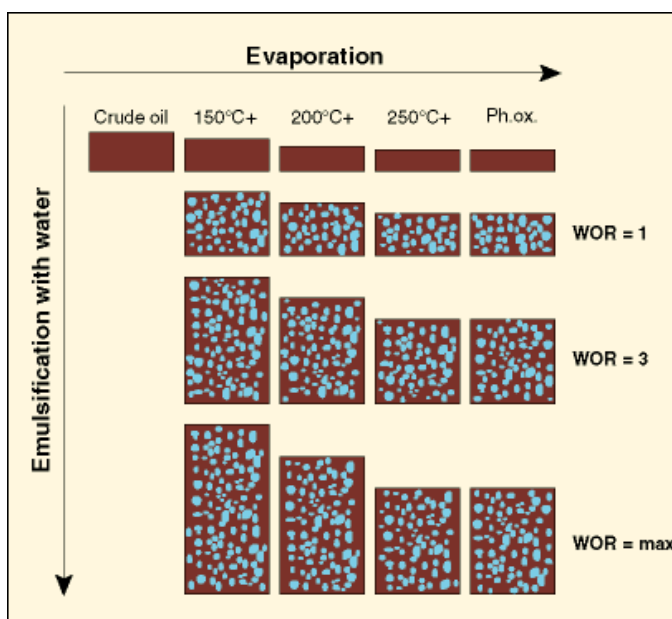 Evaporation
Crude oil 150°C+ 200°C+ 250°C+ Ph.ox.
Emulsification with water
WOR = 1
WOR = 3
WOR = max